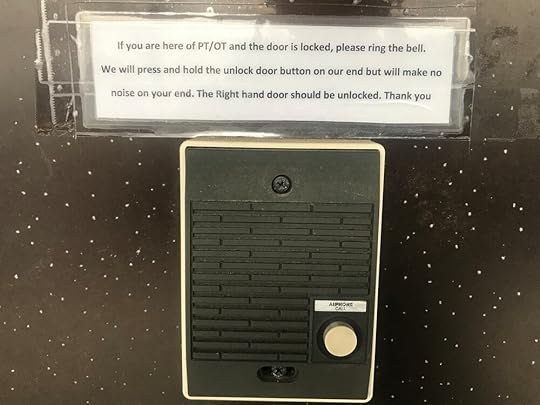 If you are here of PT/OT and the door is locked, please ring the bell.
We will press and hold the unlock door button on our end but will make no
noise on your end. The Right hand door should be unlocked. Thank you
AIPHONE
CALL